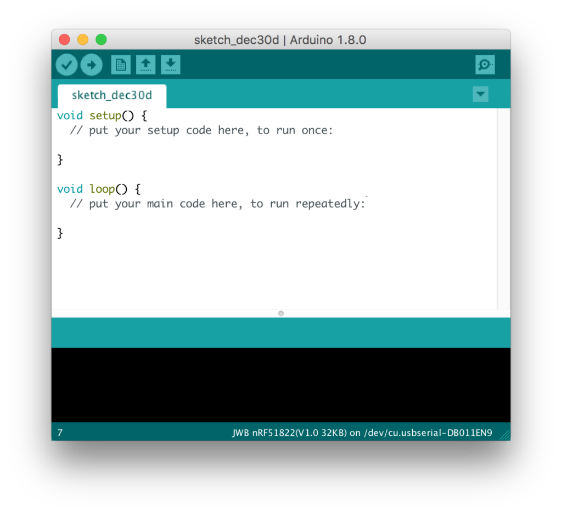 sketch_dec30d | Arduino 1.8.0
sketch_dec30d
void setup() {
// put your setup code here, to run once:
}
void loop() {
// put your main code here, to run repeatedly:
}
7
JWB nRF51822(V1.0 32KB) on /dev/cu.usbserial-DB011EN9